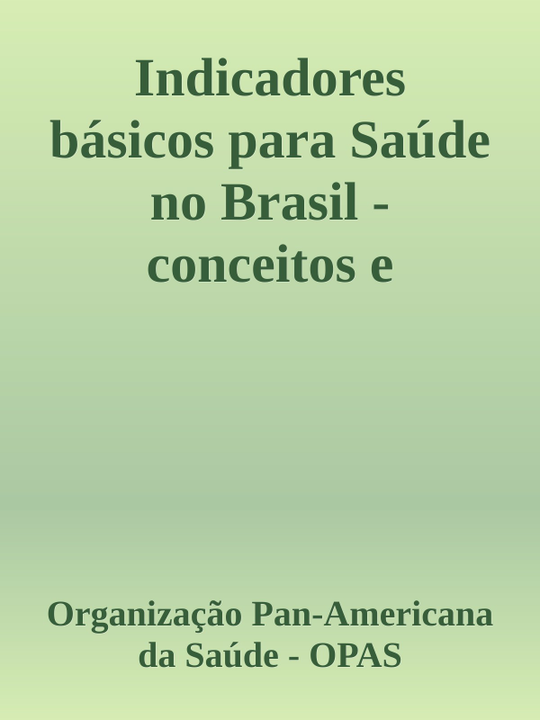 Indicadores
básicos para Saúde
no Brasil -
conceitos e
Organização Pan-Americana
da Saúde - OPAS